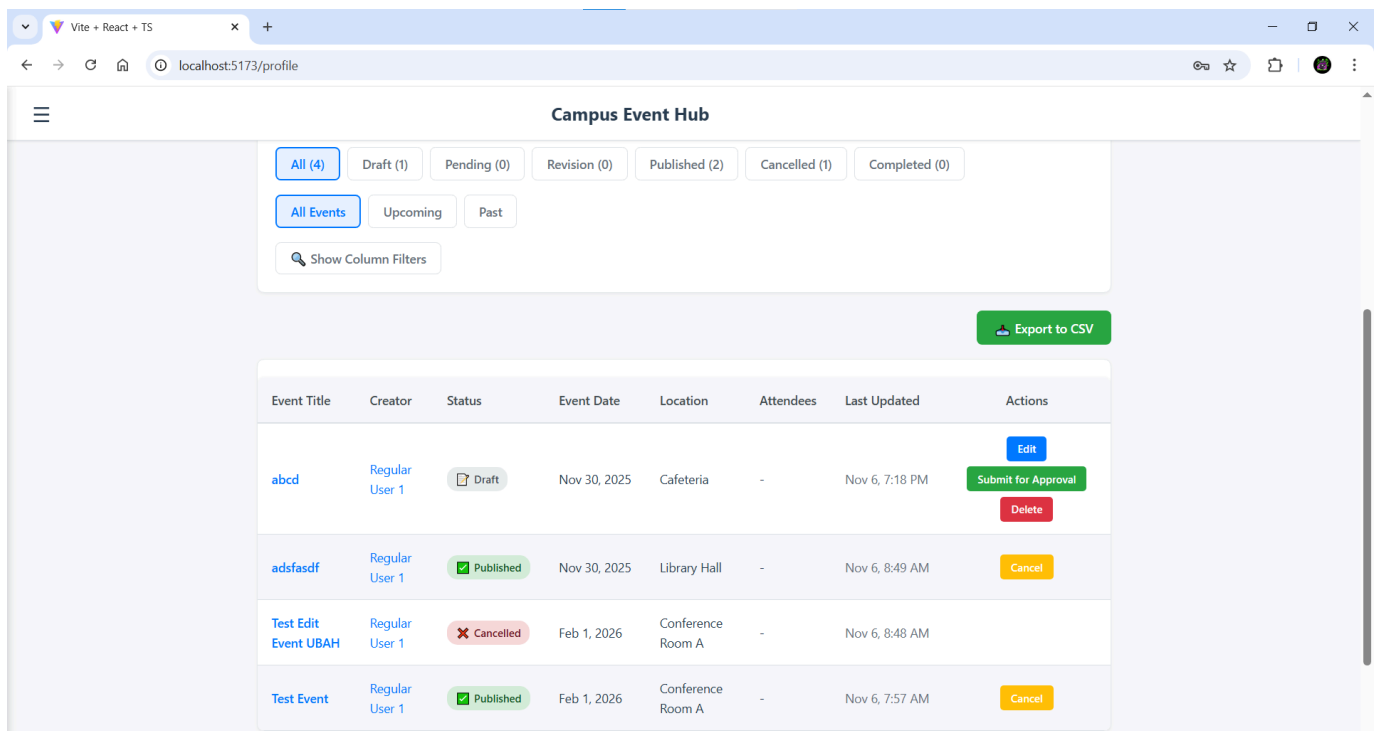 Vite + React + TS
localhost:5173/profile
Campus Event Hub
All (4) Draft (1) Pending (0) Revision (0) Published (2) Cancelled (1) Completed (0)
All Events Upcoming Past
Show Column Filters
Export to CSV
Event Title Creator Status Event Date Location Attendees Last Updated Actions
abcd Regular User 1 Draft Nov 30, 2025 Cafeteria - Nov 6, 7:18 PM Edit
Submit for Approval
Delete
adsfasdf Regular User 1 Published Nov 30, 2025 Library Hall - Nov 6, 8:49 AM Cancel
Test Edit Event UBAH Regular User 1 Cancelled Feb 1, 2026 Conference Room A - Nov 6, 8:48 AM
Test Event Regular User 1 Published Feb 1, 2026 Conference Room A - Nov 6, 7:57 AM Cancel